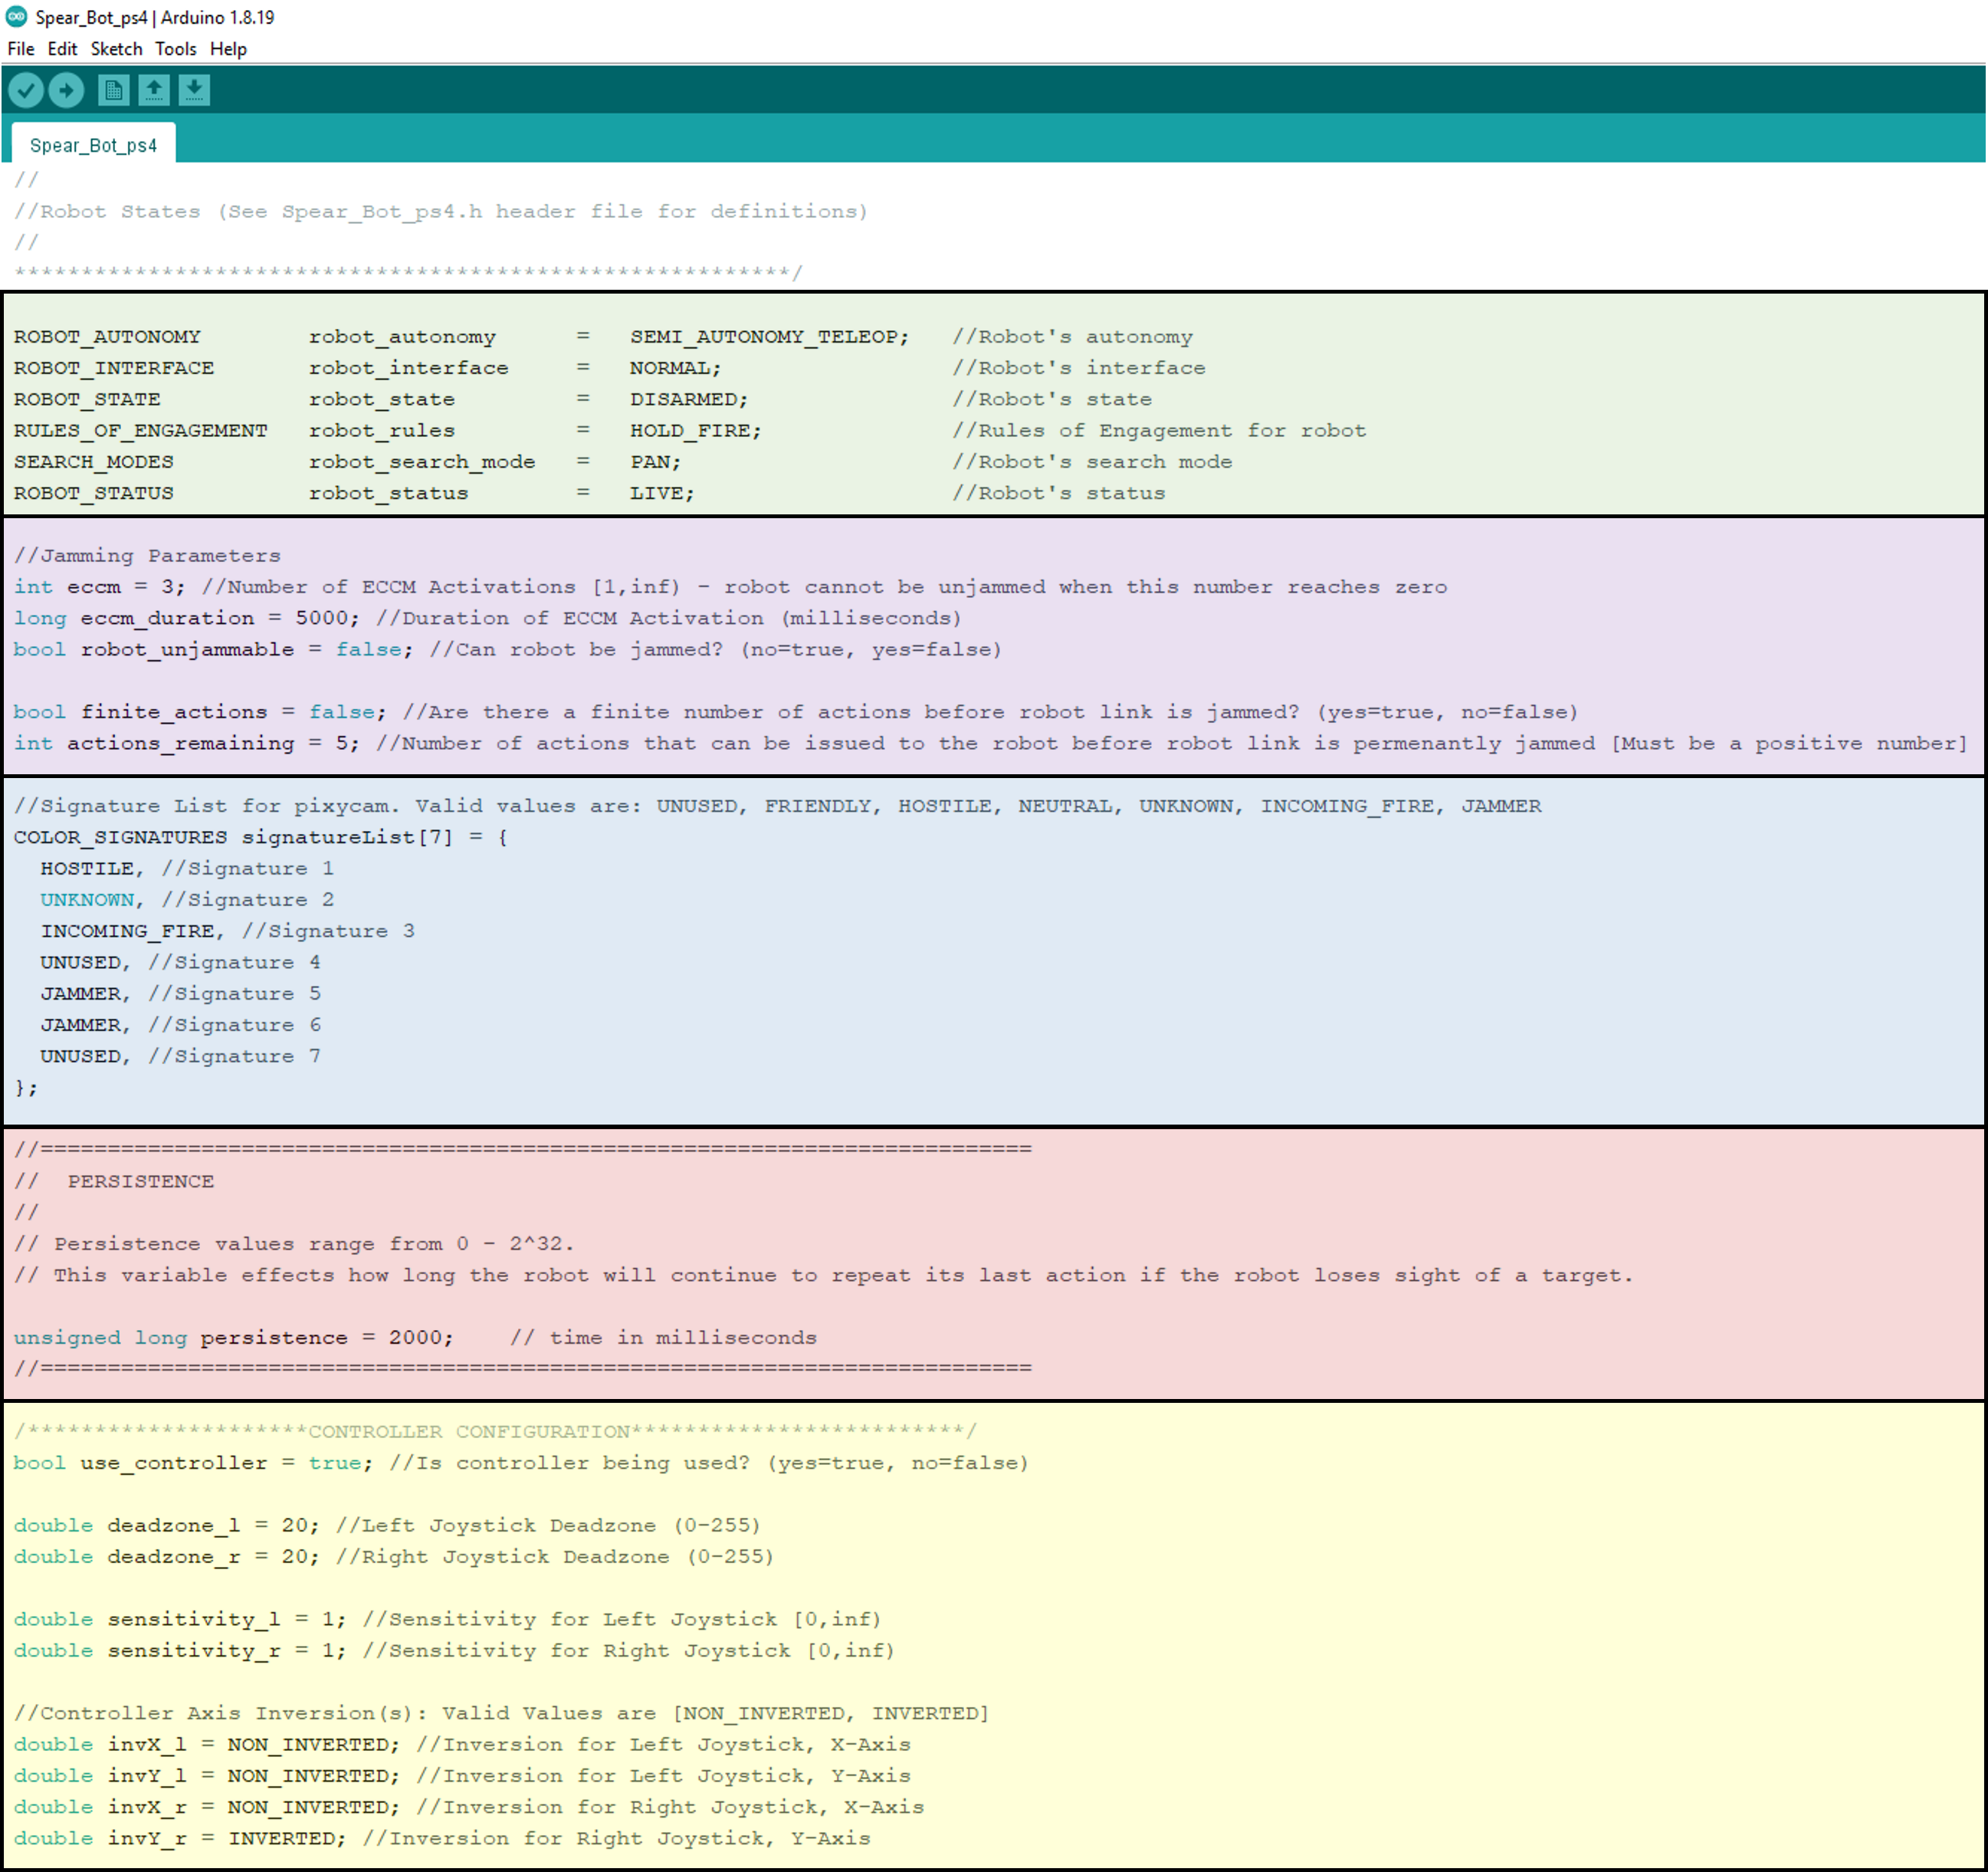 Spear_Bot_ps4 | Arduino 1.8.19
File Edit Sketch Tools Help
Spear_Bot_ps4
//
//Robot States (See Spear_Bot_ps4.h header file for definitions)
//
**********************************************************/
ROBOT_AUTONOMY robot_autonomy = SEMI_AUTONOMY_TELEOP; //Robot's autonomy
ROBOT_INTERFACE robot_interface = NORMAL; //Robot's interface
ROBOT_STATE robot_state = DISARMED; //Robot's state
RULES_OF_ENGAGEMENT robot_rules = HOLD_FIRE; //Rules of Engagement for robot
SEARCH_MODES robot_search_mode = PAN; //Robot's search mode
ROBOT_STATUS robot_status = LIVE; //Robot's status
//Jamming Parameters
int eccm = 3; //Number of ECCM Activations [1,inf) - robot cannot be unjammed when this number reaches zero
long eccm_duration = 5000; //Duration of ECCM Activation (milliseconds)
bool robot_unjammable = false; //Can robot be jammed? (no=true, yes=false)
bool finite_actions = false; //Are there a finite number of actions before robot link is jammed? (yes=true, no=false)
int actions_remaining = 5; //Number of actions that can be issued to the robot before robot link is permenantly jammed [Must be a positive number]
//Signature List for pixycam. Valid values are: UNUSED, FRIENDLY, HOSTILE, NEUTRAL, UNKNOWN, INCOMING_FIRE, JAMMER
COLOR_SIGNATURES signatureList[7] = {
HOSTILE, //Signature 1
UNKNOWN, //Signature 2
INCOMING_FIRE, //Signature 3
UNUSED, //Signature 4
JAMMER, //Signature 5
JAMMER, //Signature 6
UNUSED, //Signature 7
};
//==========================================================================
// PERSISTENCE
//
// Persistence values range from 0 - 2^32.
// This variable effects how long the robot will continue to repeat its last action if the robot loses sight of a target.
unsigned long persistence = 2000; // time in milliseconds
//==========================================================================
/*********************CONTROLLER CONFIGURATION*************************/
bool use_controller = true; //Is controller being used? (yes=true, no=false)
double deadzone_l = 20; //Left Joystick Deadzone (0-255)
double deadzone_r = 20; //Right Joystick Deadzone (0-255)
double sensitivity_l = 1; //Sensitivity for Left Joystick [0,inf)
double sensitivity_r = 1; //Sensitivity for Right Joystick [0,inf)
//Controller Axis Inversion(s): Valid Values are [NON_INVERTED, INVERTED]
double invX_l = NON_INVERTED; //Inversion for Left Joystick, X-Axis
double invY_l = NON_INVERTED; //Inversion for Left Joystick, Y-Axis
double invX_r = NON_INVERTED; //Inversion for Right Joystick, X-Axis
double invY_r = INVERTED; //Inversion for Right Joystick, Y-Axis